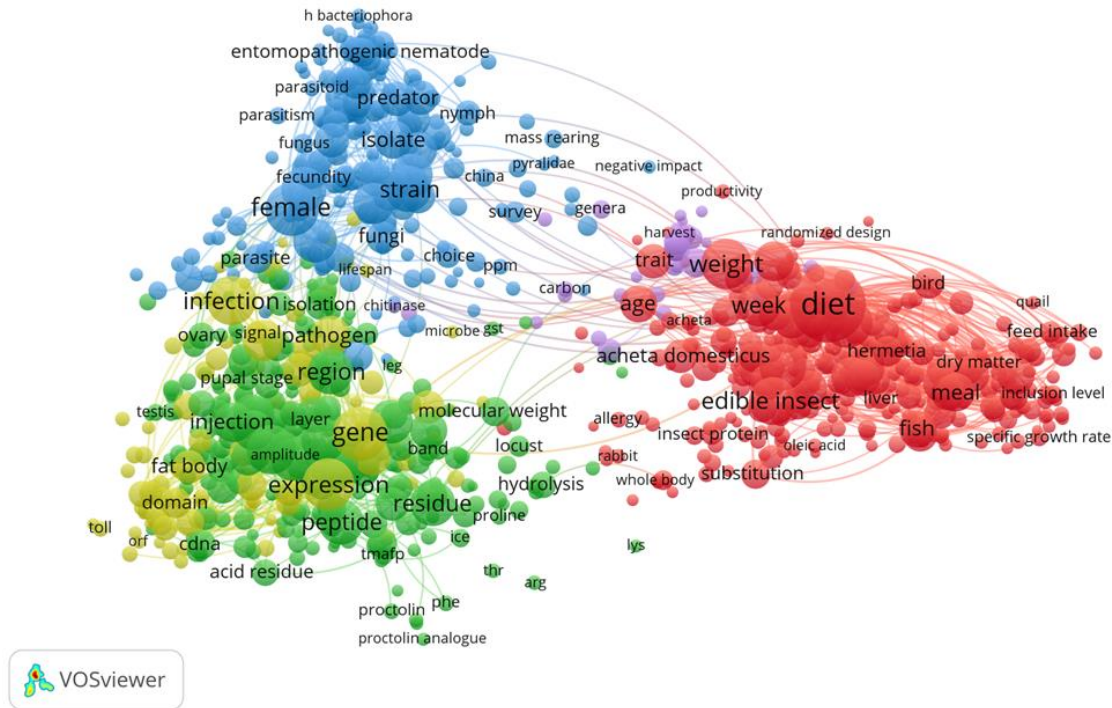 h bacteriophora
entomopathogenic nematode
parasitoid
predator
parasitism
nymph
fungus
isolate
mass rearing
fecundity
china
pyralidae
negative impact
strain
productivity
female
survey
genera
fungi
harvest
randomized design
parasite
choice
trait
weight
lifespan
ppm
bird
infection
isolation
chitinase
carbon
age
week
diet
quail
ovary
signal
pathogen
microbe
gst
acheta
feed intake
pupal stage
region
leg
acheta domesticus
hermetia
dry matter
testis
injection
layer
molecular weight
edible insect
liver
meal
inclusion level
gene
allergy
fish
amplitude
band
locust
insect protein
oleic acid
specific growth rate
fat body
rabbit
expression
hydrolysis
whole body
substitution
domain
residue
toll
peptide
proline
orf
cdna
ice
lys
tmafp
acid residue
thr
arg
proctolin
phe
proctolin analogue
VOSviewer